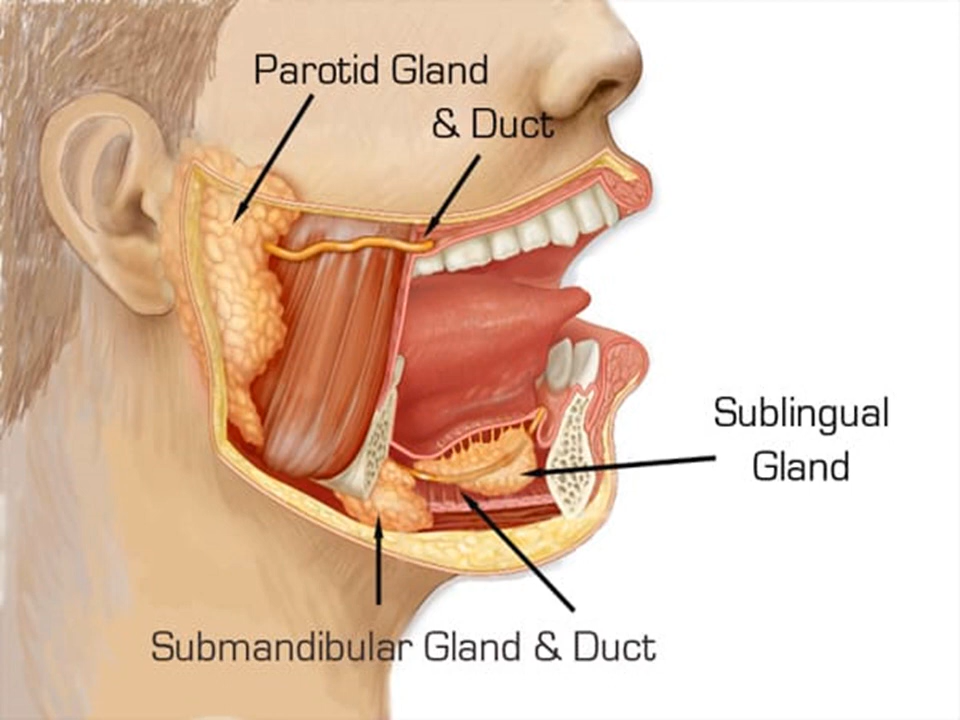 Parotid Gland
& Duct
Sublingual
Gland
Submandibular Gland & Duct